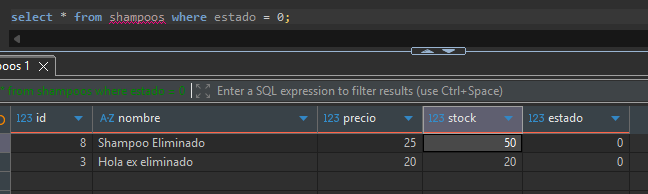 select * from shampoos where estado = 0;
oos 1
* from shampoos where estado = 0 Enter a SQL expression to filter results (use Ctrl+Space)
123 id A-Z nombre 123 precio 123 stock 123 estado
8 Shampoo Eliminado 25 50 0
3 Hola ex eliminado 20 20 0